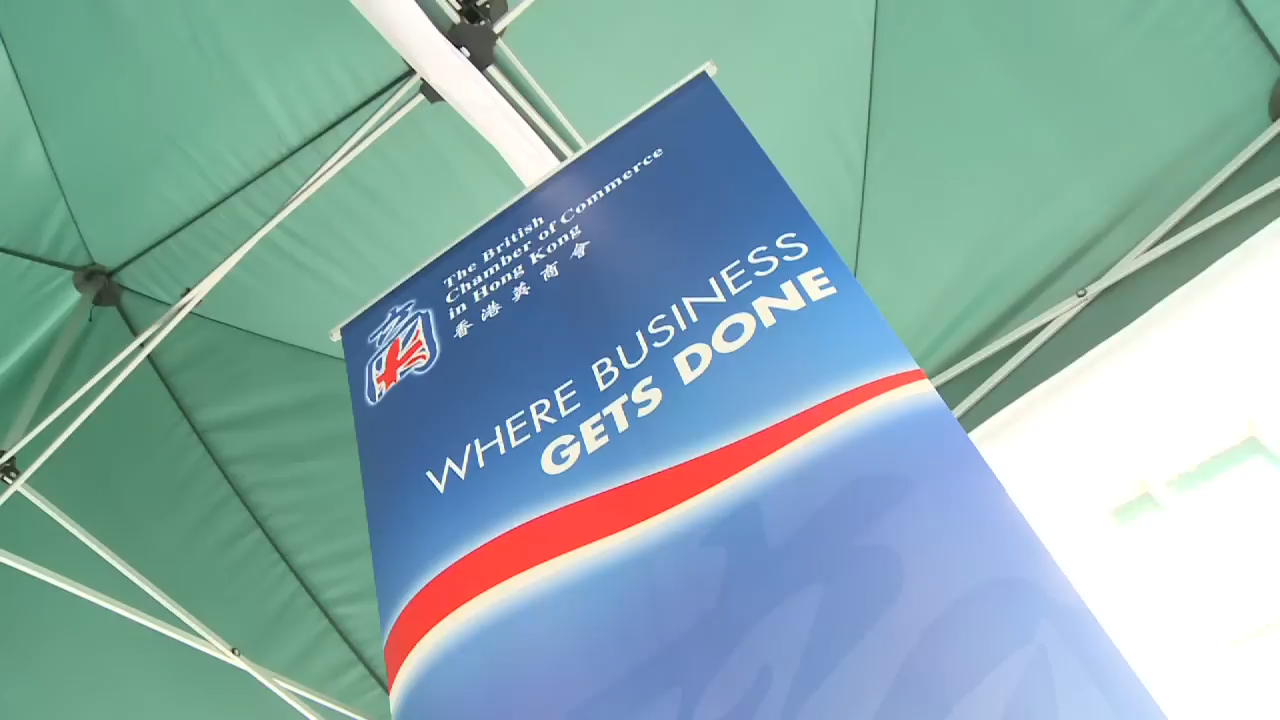 The British
Chamber of Commerce
in Hong Kong
香港英商會
WHERE BUSINESS
GETS DONE